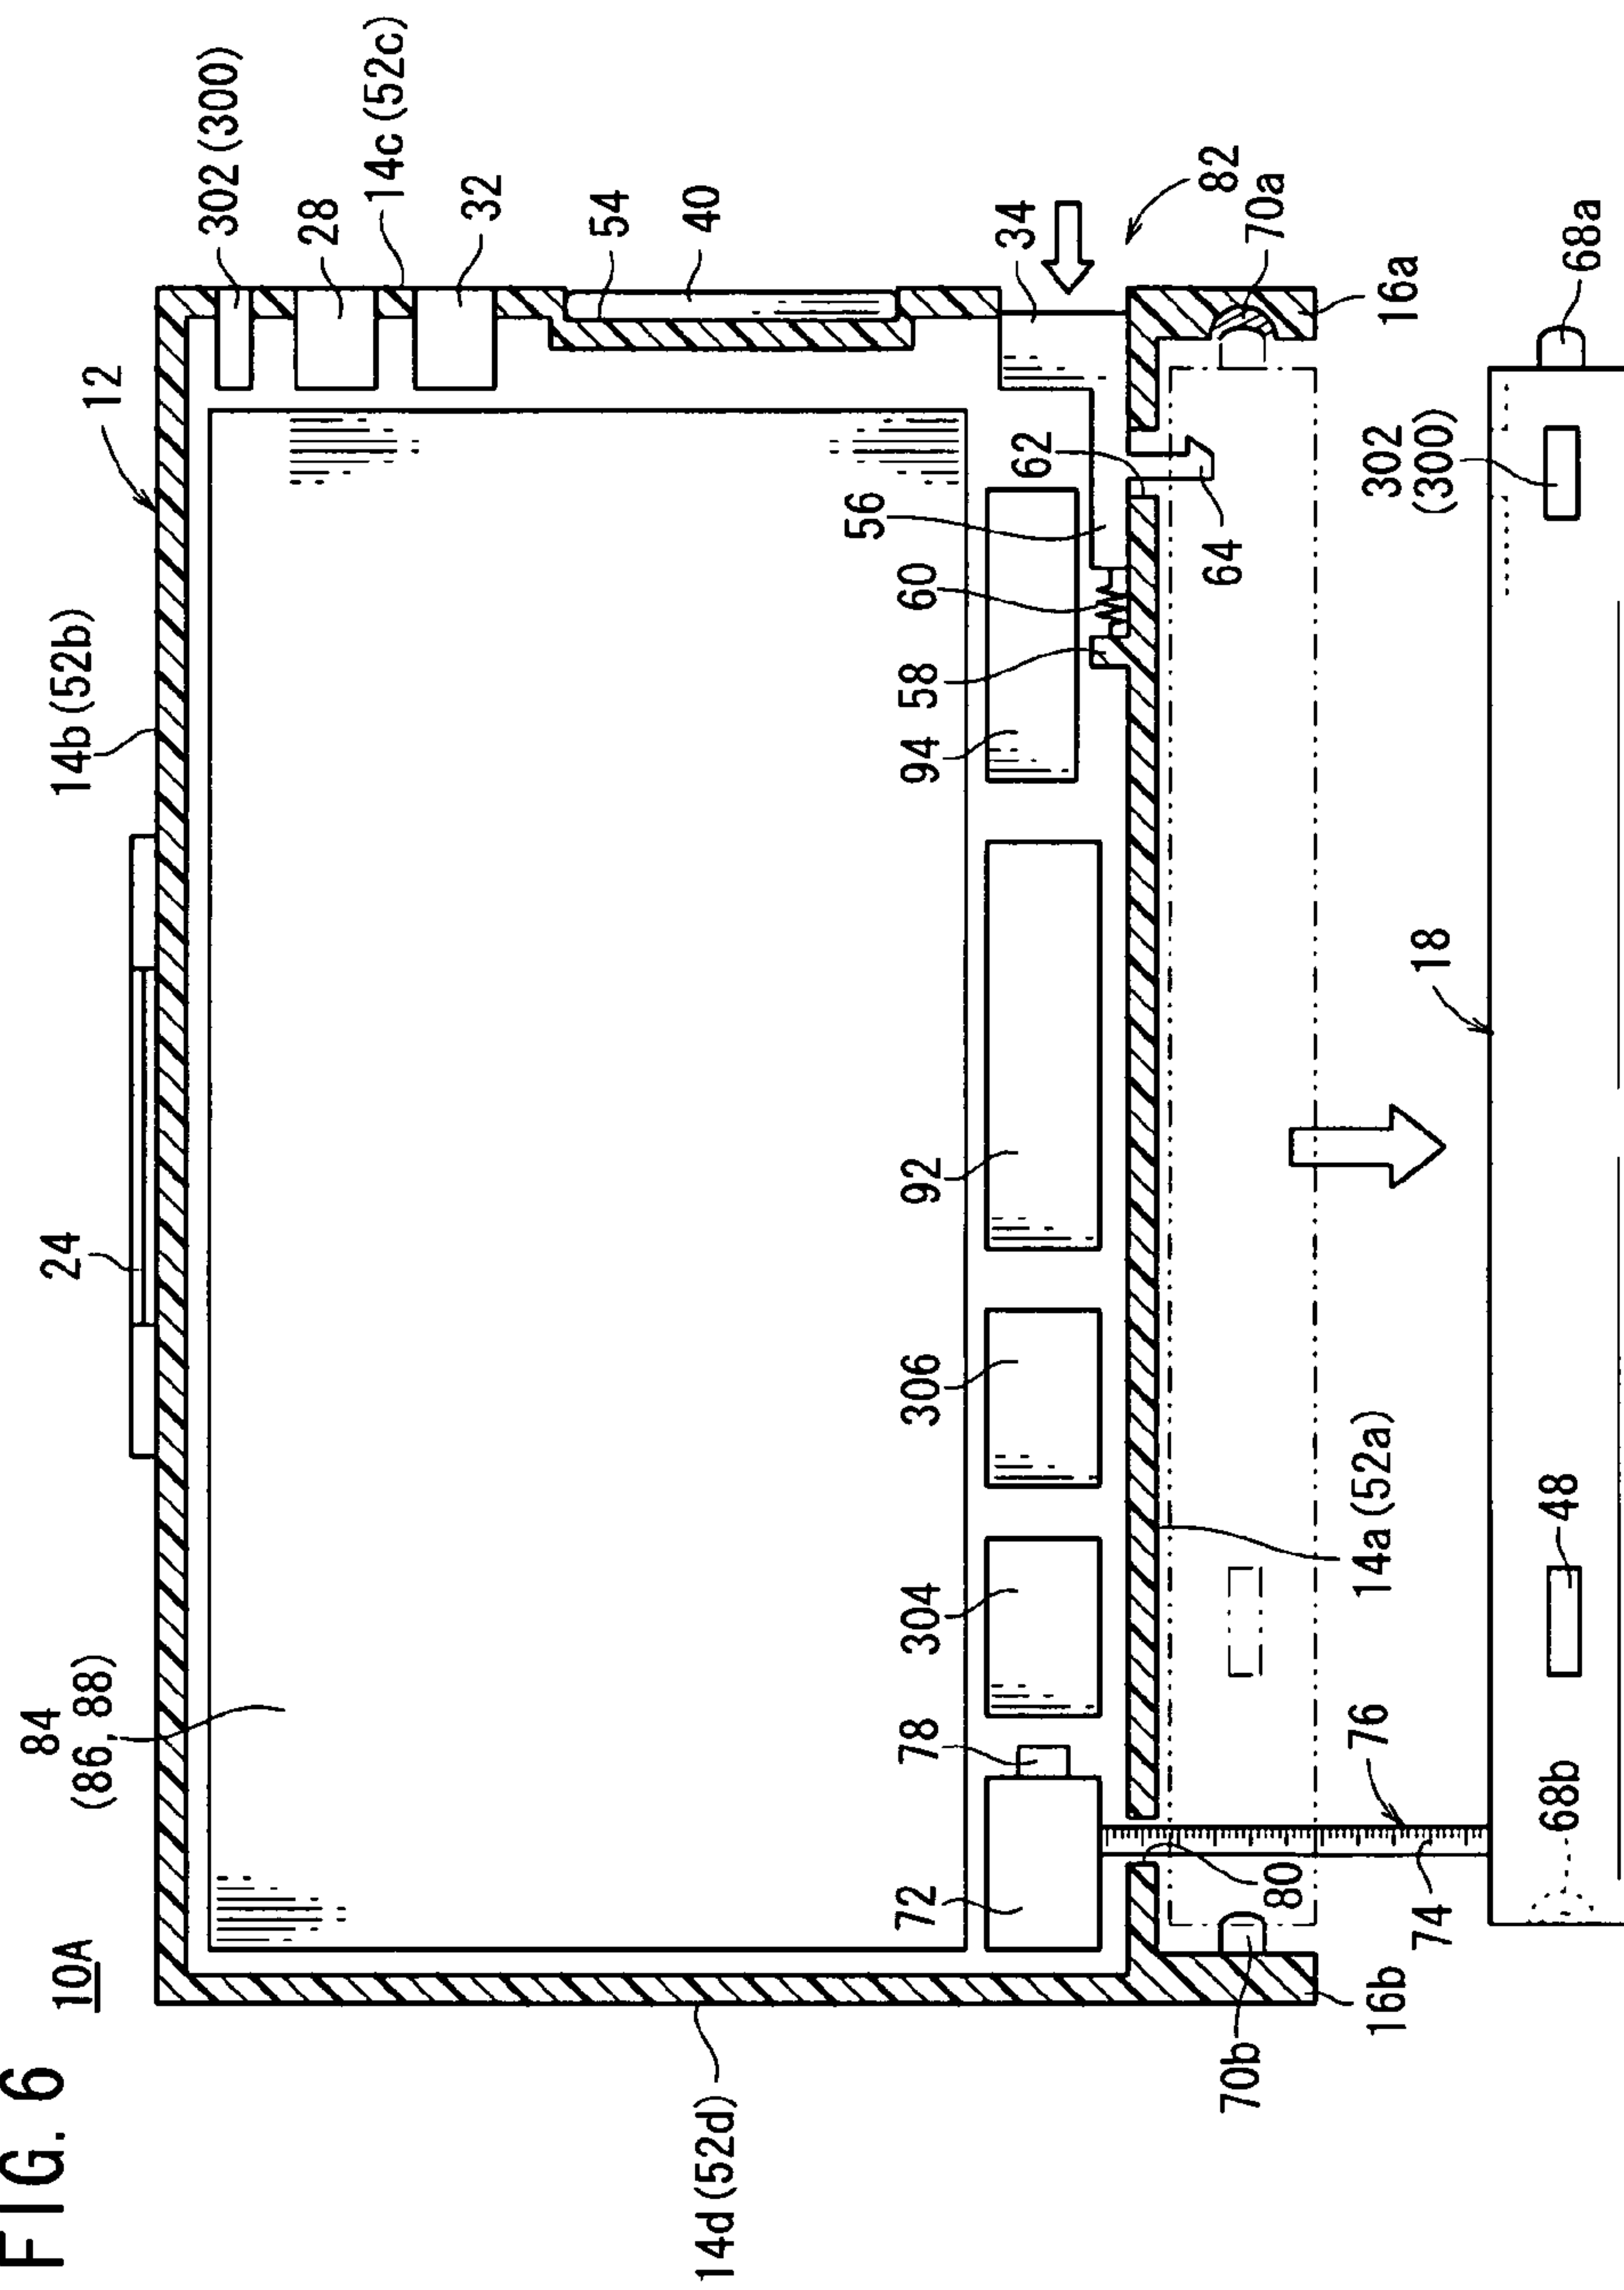 FIG. 6
10A
84
(86, 88)
24
14b (52b)
12
302 (300)
28
14c (52c)
32
54
40
34
82
70a
16a
68a
14d (52d)
72
78
304
306
92
94
58
60
56
62
64
302
(300)
18
14a (52a)
48
76
68b
80
74
16b
70b